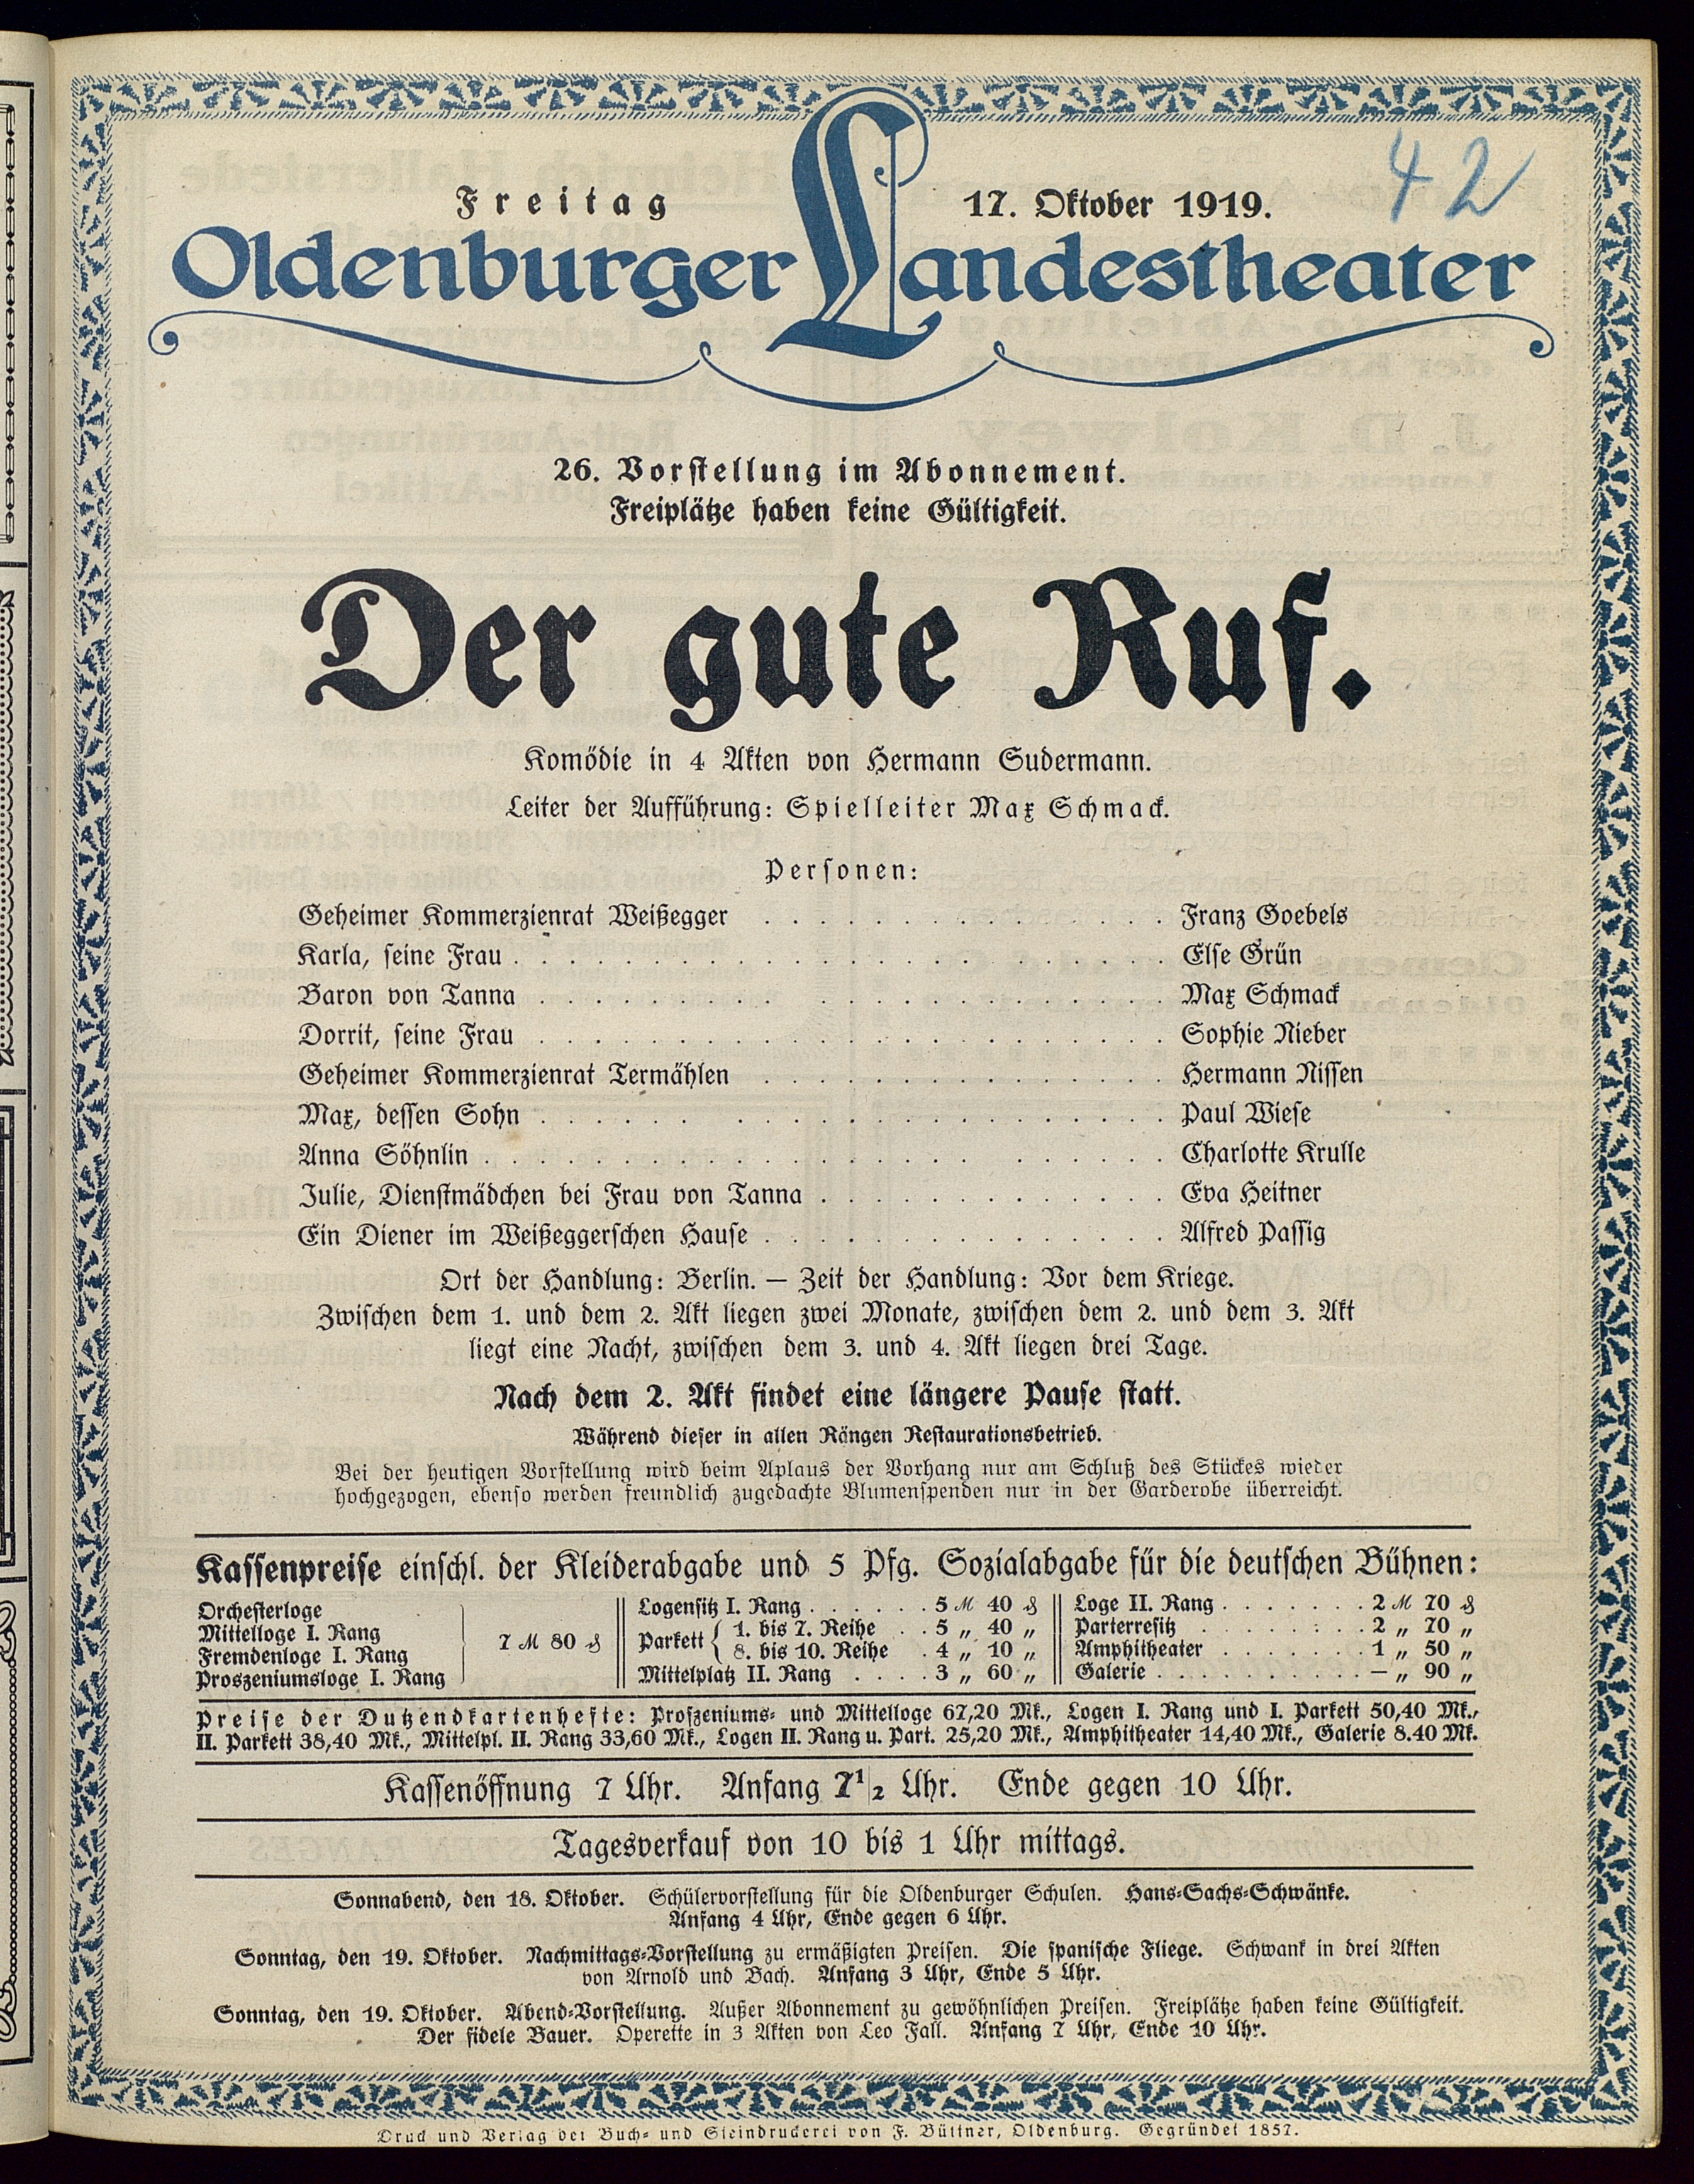 Freitag 17. Oktober 1919. 42
Oldenburger Landestheater
26. Vorstellung im Abonnement.
Freiplätze haben keine Gültigkeit.
Der gute Ruf.
Komödie in 4 Akten von Hermann Sudermann.
Leiter der Aufführung: Spielleiter Max Schmack.
Personen:
Geheimer Kommerzienrat Weißegger . . . . . . . . . . . . . . . Franz Goebels
Karla, seine Frau . . . . . . . . . . . . . . . . . . . . . . . Else Grün
Baron von Tanna . . . . . . . . . . . . . . . . . . . . . . Max Schmack
Dorrit, seine Frau . . . . . . . . . . . . . . . . . . . . . . . Sophie Nieber
Geheimer Kommerzienrat Termählen . . . . . . . . . . . . . . . Hermann Nissen
Max, dessen Sohn . . . . . . . . . . . . . . . . . . . . . . Paul Wiese
Anna Söhnlin . . . . . . . . . . . . . . . . . . . . . . . . Charlotte Krulle
Julie, Dienstmädchen bei Frau von Tanna . . . . . . . . . . . . . Eva Heitner
Ein Diener im Weißeggerschen Hause . . . . . . . . . . . . . . . Alfred Passig
Ort der Handlung: Berlin. — Zeit der Handlung: Vor dem Kriege.
Zwischen dem 1. und dem 2. Akt liegen zwei Monate, zwischen dem 2. und dem 3. Akt
liegt eine Nacht, zwischen dem 3. und 4. Akt liegen drei Tage.
Nach dem 2. Akt findet eine längere Pause statt.
Während dieser in allen Rängen Restaurationsbetrieb.
Bei der heutigen Vorstellung wird beim Aplaus der Vorhang nur am Schluß des Stückes wieder
hochgezogen, ebenso werden freundlich zugedachte Blumenspenden nur in der Garderobe überreicht.
Kassenpreise einschl. der Kleiderabgabe und 5 Pfg. Sozialabgabe für die deutschen Bühnen:
Orchesterloge
Mittelloge I. Rang
Fremdenloge I. Rang
Proszeniumsloge I. Rang
7 M 80 ₰
Logensitz I. Rang . . . . . . 5 M 40 ₰
Parkett { 1. bis 7. Reihe . . 5 „ 40 „
8. bis 10. Reihe . 4 „ 10 „
Mittelplatz II. Rang . . . . 3 „ 60 „
Loge II. Rang . . . . . . . 2 M 70 ₰
Parterresitz . . . . . . . . 2 „ 70 „
Amphitheater . . . . . . . 1 „ 50 „
Galerie . . . . . . . . . . — „ 90 „
Preise der Dutzendkartenhefte: Proszeniums- und Mittelloge 67,20 Mk., Logen I. Rang und I. Parkett 50,40 Mk.,
II. Parkett 38,40 Mk., Mittelpl. II. Rang 33,60 Mk., Logen II. Rang u. Part. 25,20 Mk., Amphitheater 14,40 Mk., Galerie 8.40 Mk.
Kassenöffnung 7 Uhr. Anfang 7 1/2 Uhr. Ende gegen 10 Uhr.
Tagesverkauf von 10 bis 1 Uhr mittags.
Sonnabend, den 18. Oktober. Schülervorstellung für die Oldenburger Schulen. Hans-Sachs-Schwänke.
Anfang 4 Uhr, Ende gegen 6 Uhr.
Sonntag, den 19. Oktober. Nachmittags-Vorstellung zu ermäßigten Preisen. Die spanische Fliege. Schwank in drei Akten
von Arnold und Bach. Anfang 3 Uhr, Ende 5 Uhr.
Sonntag, den 19. Oktober. Abend-Vorstellung. Außer Abonnement zu gewöhnlichen Preisen. Freiplätze haben keine Gültigkeit.
Der fidele Bauer. Operette in 3 Akten von Leo Fall. Anfang 7 Uhr, Ende 10 Uhr.
Druck und Verlag der Buch- und Steindruckerei von F. Büttner, Oldenburg. Gegründet 1857.